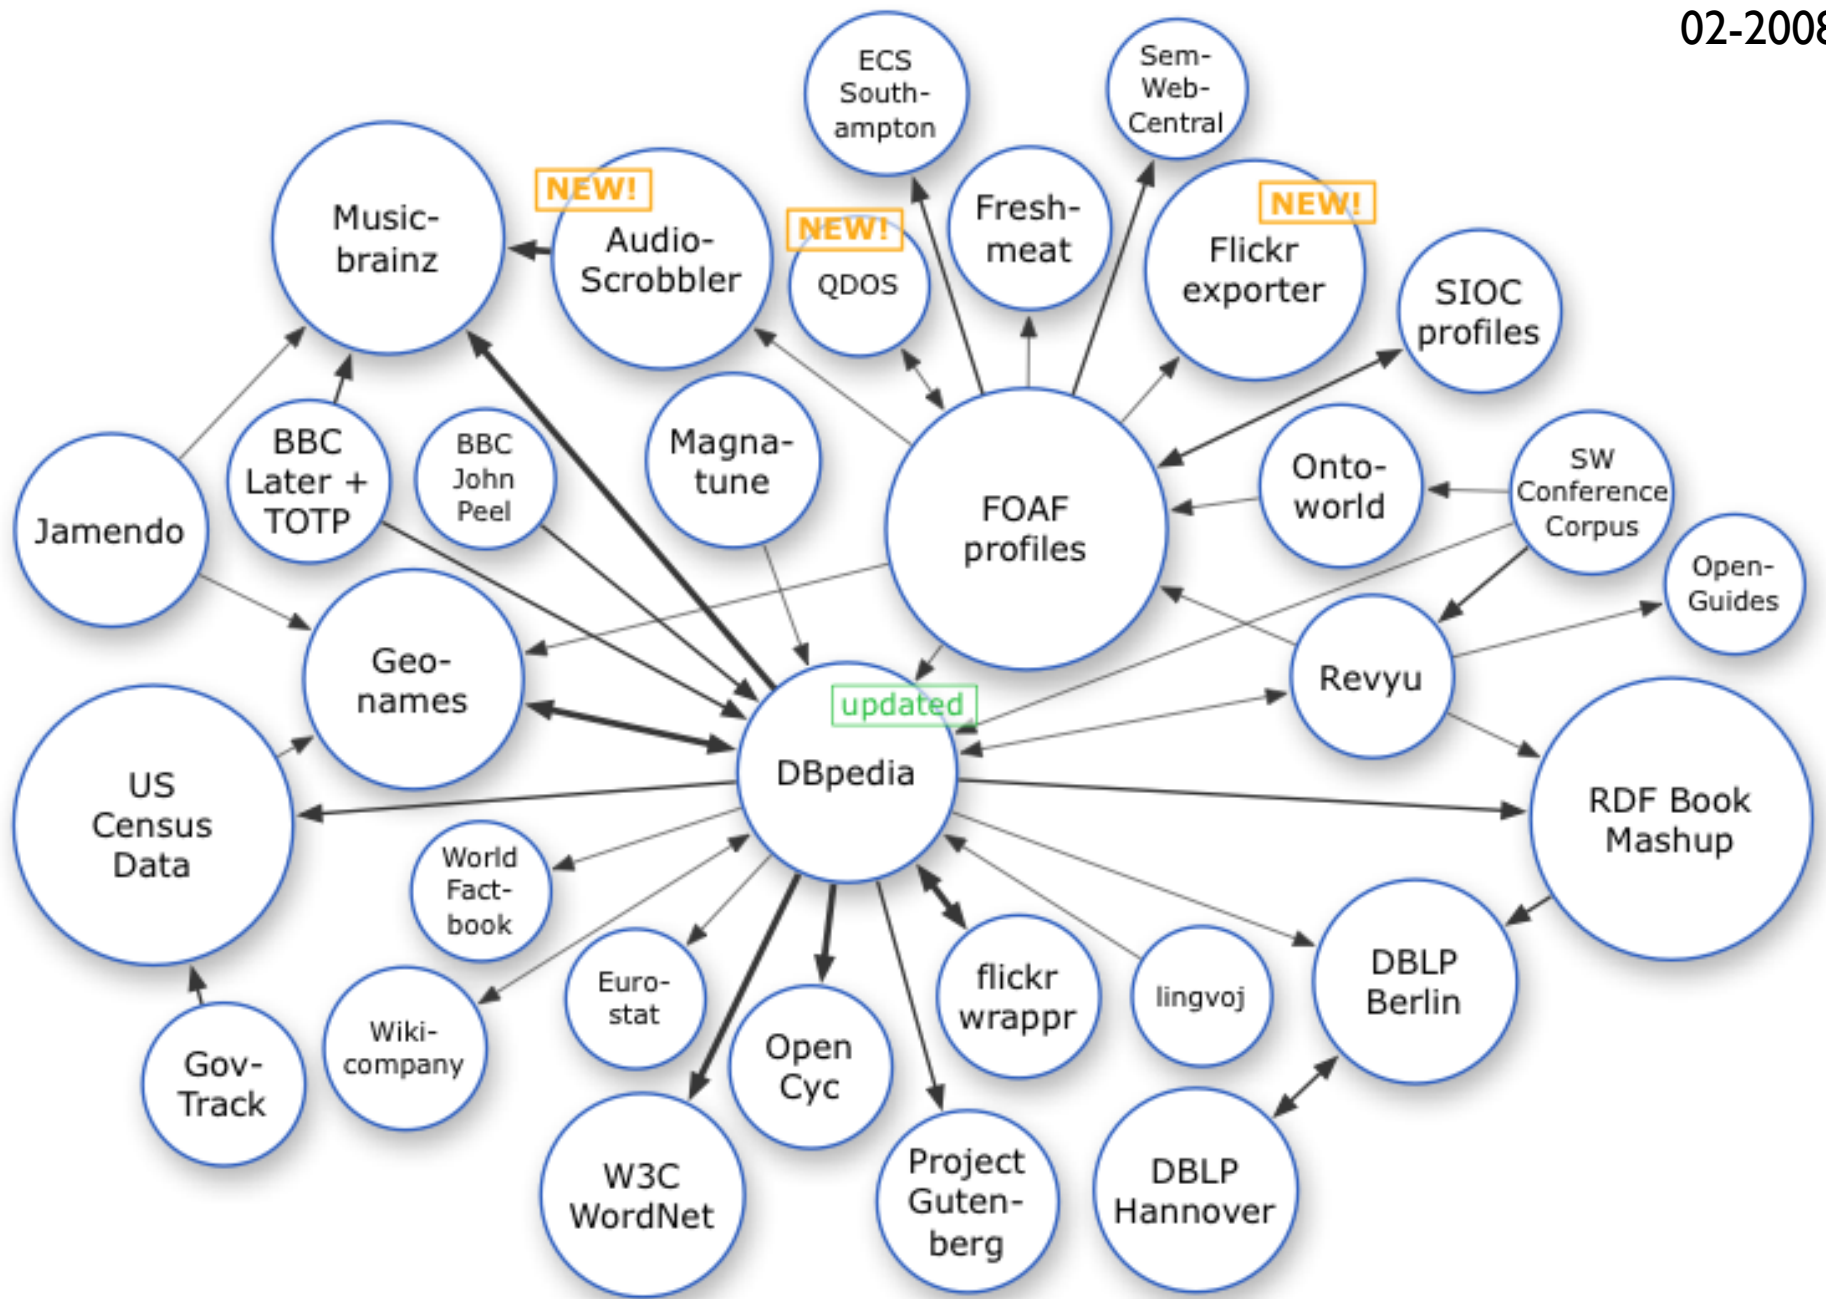 02-2008
ECS
South-
ampton
Sem-
Web-
Central
NEW!
Music-
brainz
Audio-
Scrobbler
NEW!
QDOS
Fresh-
meat
NEW!
Flickr
exporter
SIOC
profiles
Jamendo
BBC
Later +
TOTP
BBC
John
Peel
Magna-
tune
FOAF
profiles
Onto-
world
SW
Conference
Corpus
Open-
Guides
Geo-
names
updated
DBpedia
Revyu
US
Census
Data
World
Fact-
book
RDF Book
Mashup
Gov-
Track
Wiki-
company
Euro-
stat
Open
Cyc
flickr
wrappr
lingvoj
DBLP
Berlin
W3C
WordNet
Project
Guten-
berg
DBLP
Hannover